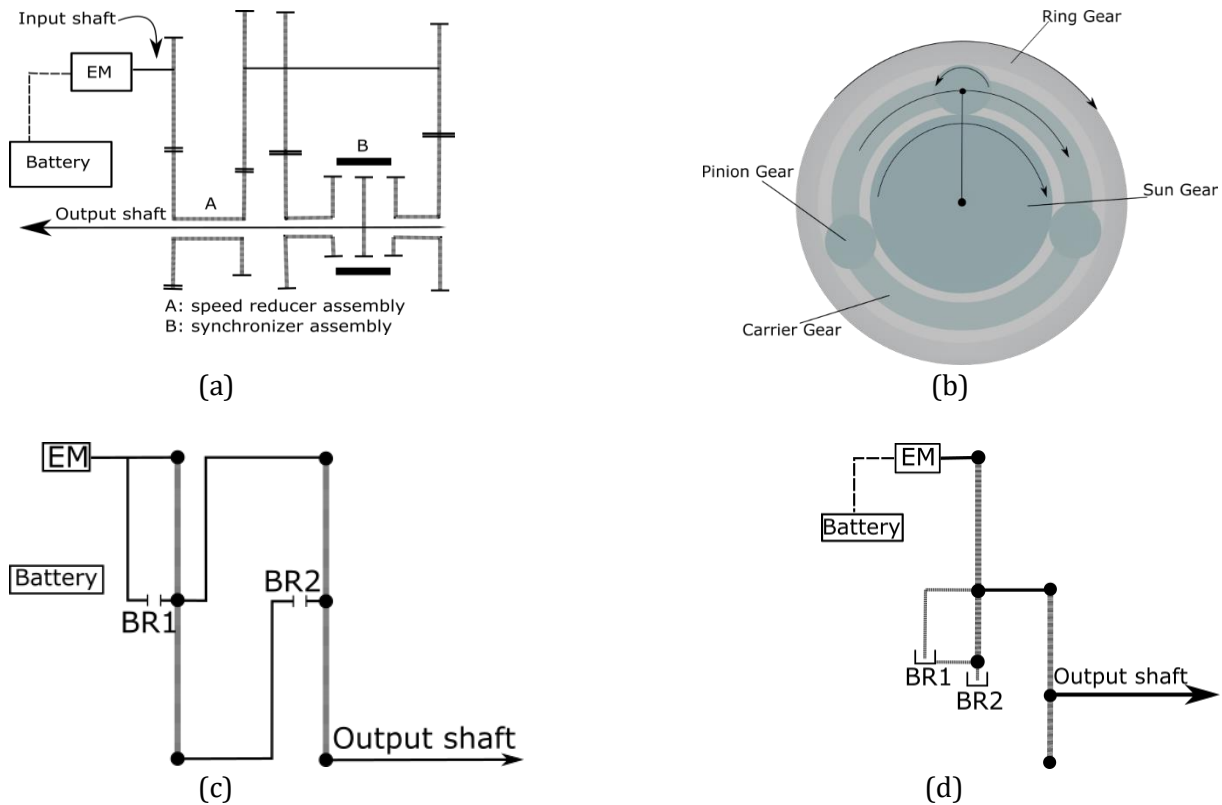 Input shaft
EM
Battery
A
B
Output shaft
A: speed reducer assembly
B: synchronizer assembly
(a)
Ring Gear
Pinion Gear
Sun Gear
Carrier Gear
(b)
EM
Battery
BR1
BR2
Output shaft
(c)
EM
Battery
BR1
BR2
Output shaft
(d)